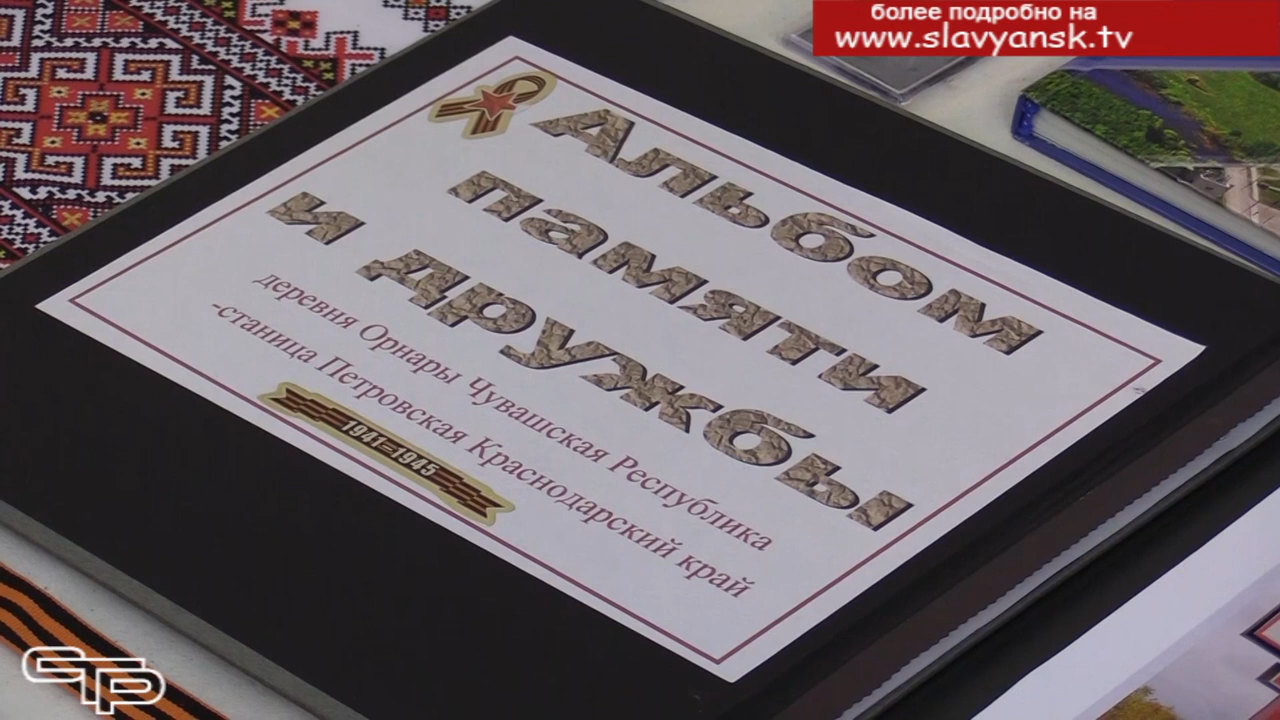 более подробно на
www.slavyansk.tv
Альбом
памяти
и дружбы
деревня Орнары Чувашская Республика
-станица Петровская Краснодарский край
1941-1945
СТР